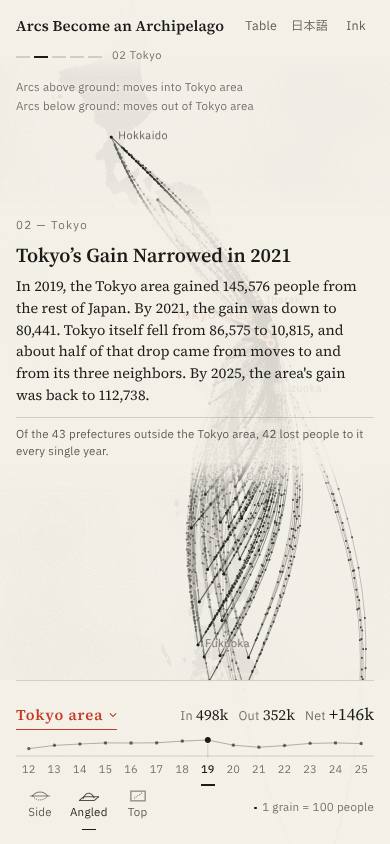 Arcs Become an Archipelago Table 日本語 Ink
02 Tokyo
Arcs above ground: moves into Tokyo area
Arcs below ground: moves out of Tokyo area
Hokkaido
02 — Tokyo
Tokyo’s Gain Narrowed in 2021
In 2019, the Tokyo area gained 145,576 people from
the rest of Japan. By 2021, the gain was down to
80,441. Tokyo itself fell from 86,575 to 10,815, and
about half of that drop came from moves to and
from its three neighbors. By 2025, the area's gain
was back to 112,738.
Of the 43 prefectures outside the Tokyo area, 42 lost people to it
every single year.
Fukuoka
Tokyo area In 498k Out 352k Net +146k
12 13 14 15 16 17 18 19 20 21 22 23 24 25
Side Angled Top
1 grain = 100 people